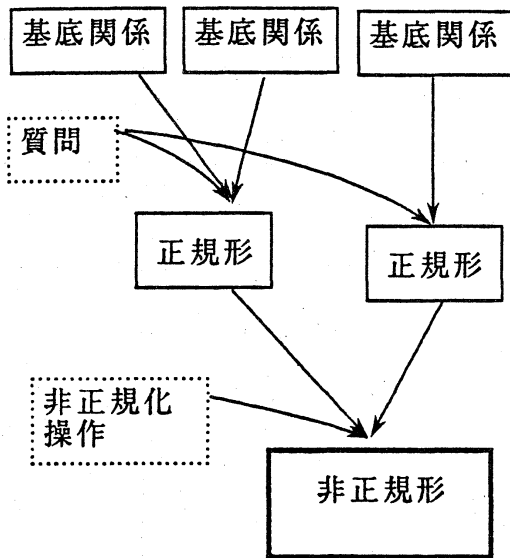 基底関係
基底関係
基底関係
質問
正規形
正規形
非正規化
操作
非正規形